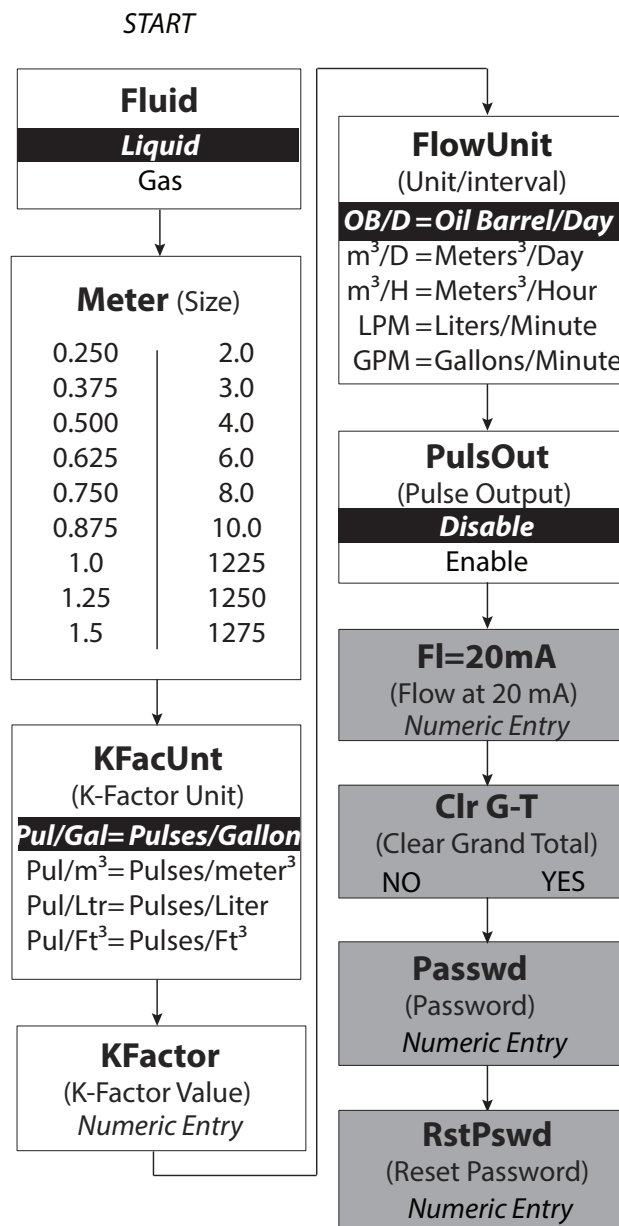 START
Fluid
Liquid
Gas
Meter (Size)
0.250 2.0
0.375 3.0
0.500 4.0
0.625 6.0
0.750 8.0
0.875 10.0
1.0 1225
1.25 1250
1.5 1275
KFacUnt
(K-Factor Unit)
Pul/Gal= Pulses/Gallon
Pul/m³= Pulses/meter³
Pul/Ltr= Pulses/Liter
Pul/Ft³= Pulses/Ft³
KFactor
(K-Factor Value)
Numeric Entry
FlowUnit
(Unit/interval)
OB/D = Oil Barrel/Day
m³/D = Meters³/Day
m³/H = Meters³/Hour
LPM = Liters/Minute
GPM = Gallons/Minute
PulsOut
(Pulse Output)
Disable
Enable
Fl=20mA
(Flow at 20 mA)
Numeric Entry
Clr G-T
(Clear Grand Total)
NO YES
Passwd
(Password)
Numeric Entry
RstPswd
(Reset Password)
Numeric Entry